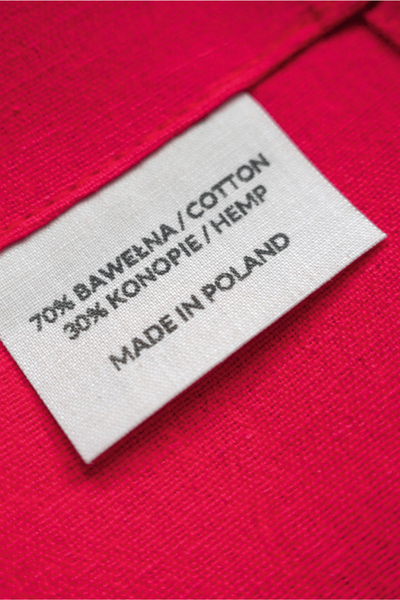 70% BAWEŁNA / COTTON
30% KONOPIE / HEMP
MADE IN POLAND